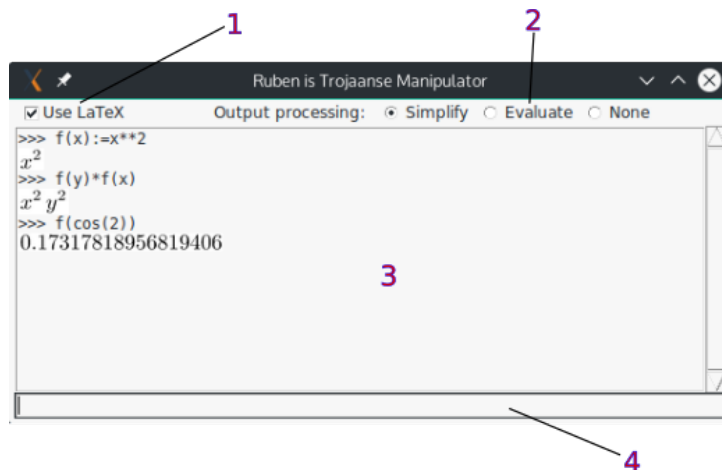 1
2
Ruben is Trojaanse Manipulator
Use LaTeX Output processing: Simplify Evaluate None
>>> f(x):=x**2
x²
>>> f(y)*f(x)
x² y²
>>> f(cos(2))
0.17317818956819406
3
4